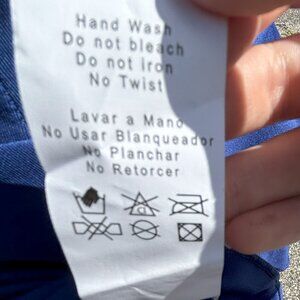 Hand Wash
Do not bleach
Do not iron
No Twist
Lavar a Mano
No Usar Blanqueador
No Planchar
No Retorcer